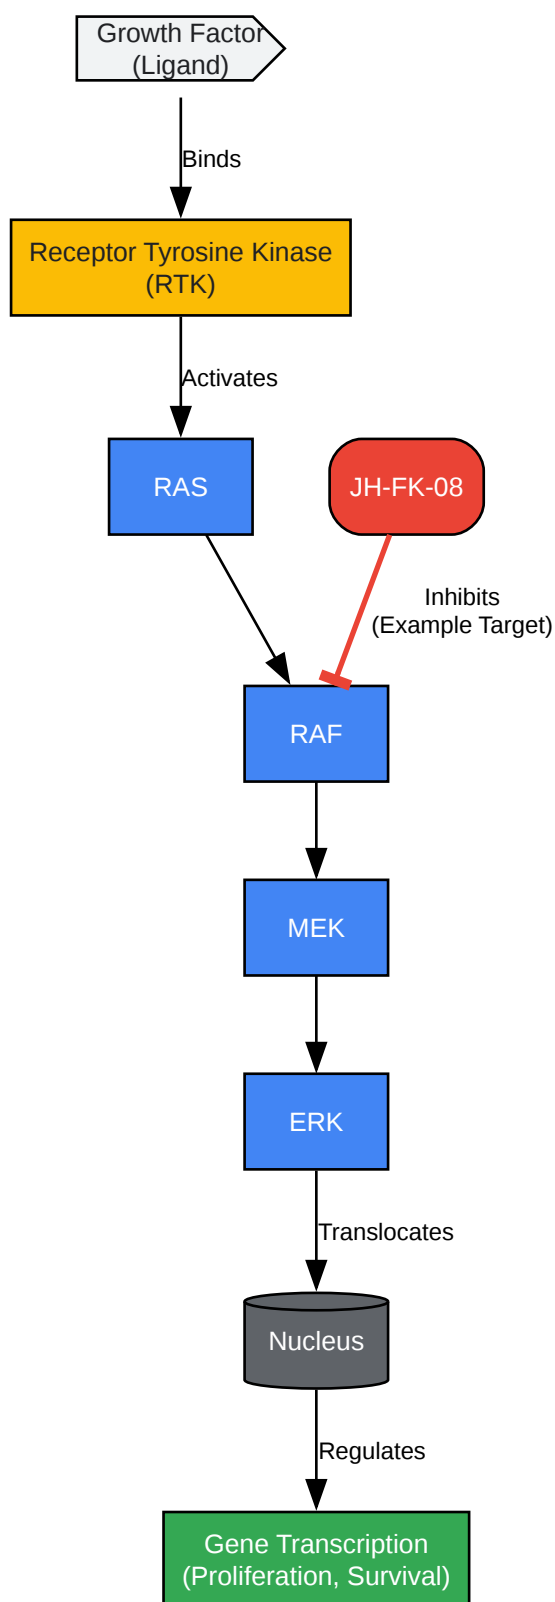 Growth Factor
(Ligand)
Binds
Receptor Tyrosine Kinase
(RTK)
Activates
RAS
JH-FK-08
Inhibits
(Example Target)
RAF
MEK
ERK
Translocates
Nucleus
Regulates
Gene Transcription
(Proliferation, Survival)